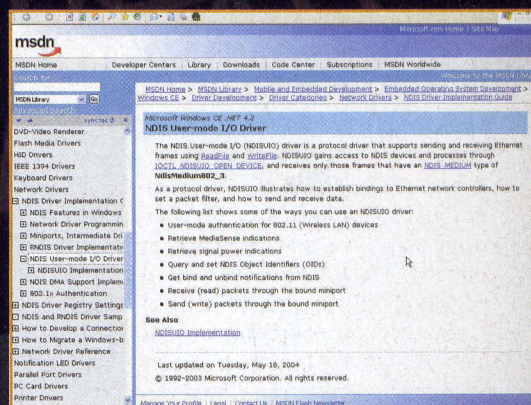 Microsoft.com Home | Site Map
msdn
MSDN Home | Developer Centers | Library | Downloads | Code Center | Subscriptions | MSDN Worldwide
Search for
Welcome to the MSDN Libra
MSDN Library Go
Advanced Search
sync toc
MSDN Home > MSDN Library > Mobile and Embedded Development > Embedded Operating System Development >
Windows CE > Driver Development > Driver Categories > Network Drivers > NDIS Driver Implementation Guide
DVD-Video Renderer
Flash Media Drivers
HID Drivers
IEEE 1394 Drivers
Keyboard Drivers
Network Drivers
NDIS Driver Implementation G
NDIS Features in Windows
Network Driver Programmin
Miniports, Intermediate Dri
RNDIS Driver Implementatio
NDIS User-mode I/O Driver
NDISUIO Implementation
NDIS DMA Support Implem
802.1x Authentication
NDIS Driver Registry Settings
NDIS and RNDIS Driver Samp
How to Develop a Connection
How to Migrate a Windows-b
Network Driver Reference
Notification LED Drivers
Parallel Port Drivers
PC Card Drivers
Printer Drivers
Microsoft Windows CE .NET 4.2
NDIS User-mode I/O Driver
The NDIS User-mode I/O (NDISUIO) driver is a protocol driver that supports sending and receiving Ethernet
frames using ReadFile and WriteFile. NDISUIO gains access to NDIS devices and processes through
IOCTL_NDISUIO_OPEN_DEVICE, and receives only those frames that have an NDIS_MEDIUM type of
NdisMedium802_3.
As a protocol driver, NDISUIO illustrates how to establish bindings to Ethernet network controllers, how to
set a packet filter, and how to send and receive data.
The following list shows some of the ways you can use an NDISUIO driver:
• User-mode authentication for 802.11 (Wireless LAN) devices
• Retrieve MediaSense indications
• Retrieve signal power indications
• Query and set NDIS Object Identifiers (OIDs)
• Get bind and unbind notifications from NDIS
• Receive (read) packets through the bound miniport
• Send (write) packets through the bound miniport
See Also
NDISUIO Implementation
Last updated on Tuesday, May 18, 2004
© 1992-2003 Microsoft Corporation. All rights reserved.
Manage Your Profile | Legal | Contact Us | MSDN Flash Newsletter